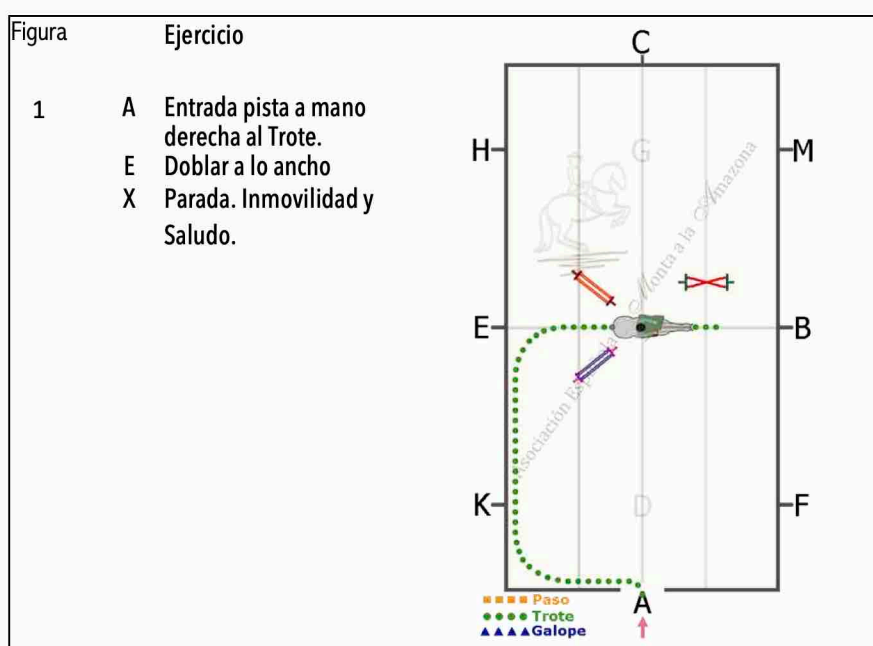 Figura Ejercicio
1 A Entrada pista a mano
derecha al Trote.
E Doblar a lo ancho
X Parada. Inmovilidad y
Saludo.
C
H G M
E B
K D F
A
Paso
Trote
Galope
Asociación Española Monta a la Amazona